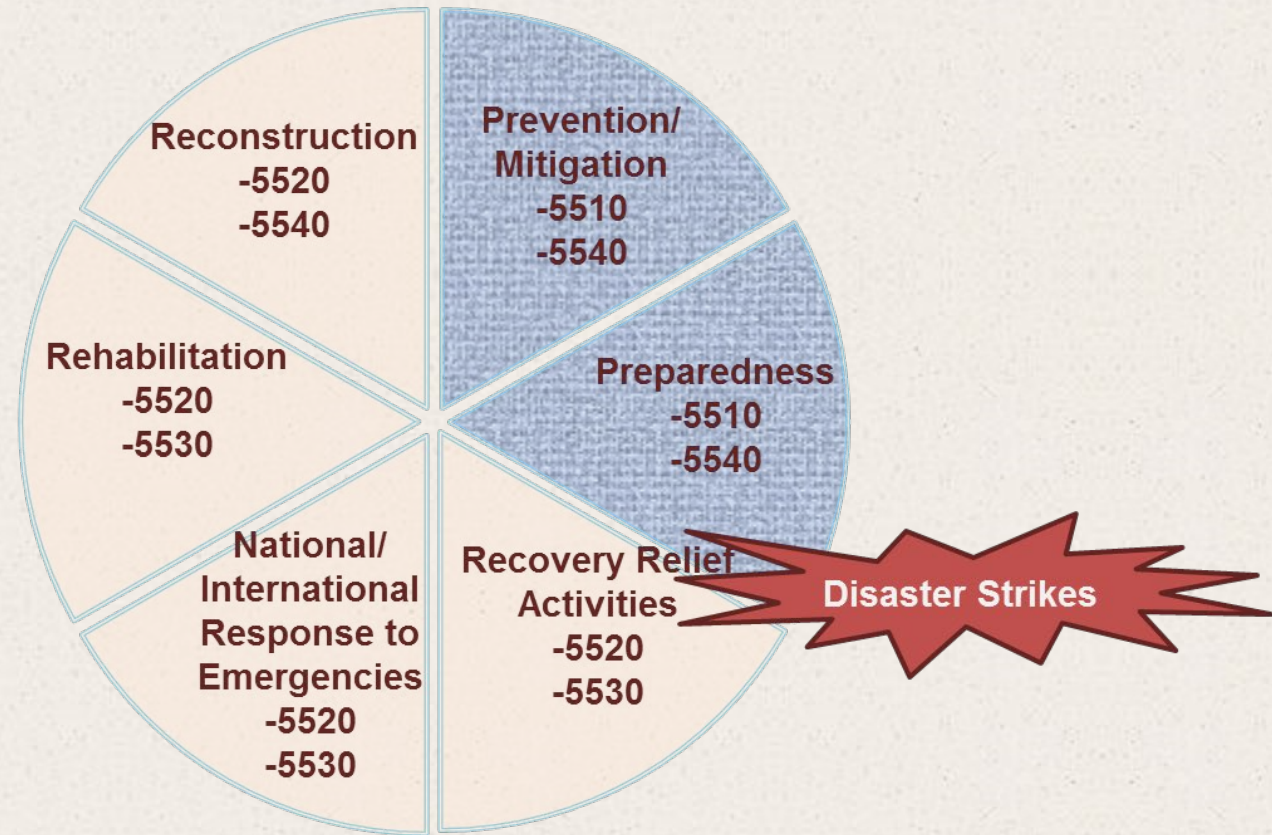 Prevention/
Mitigation
-5510
-5540
Preparedness
-5510
-5540
Disaster Strikes
Recovery Relief
Activities
-5520
-5530
National/
International
Response to
Emergencies
-5520
-5530
Rehabilitation
-5520
-5530
Reconstruction
-5520
-5540